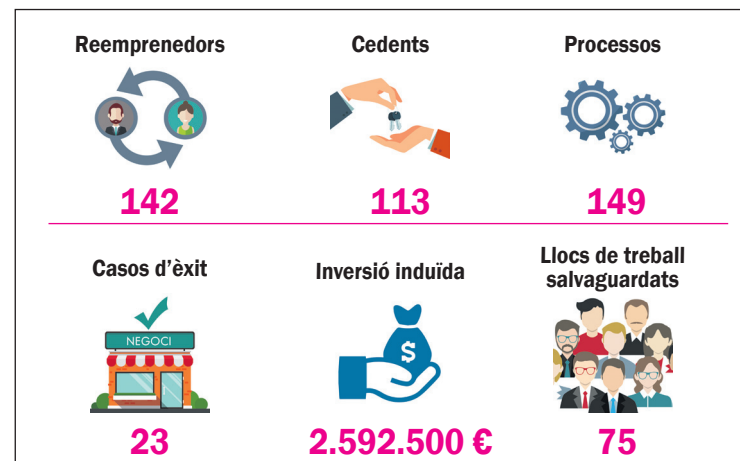 Reemprenedors
Cedents
Processos
142
113
149
Casos d'èxit
Inversió induïda
Llocs de treball
salvaguardats
NEGOCI
$
23
2.592.500 €
75